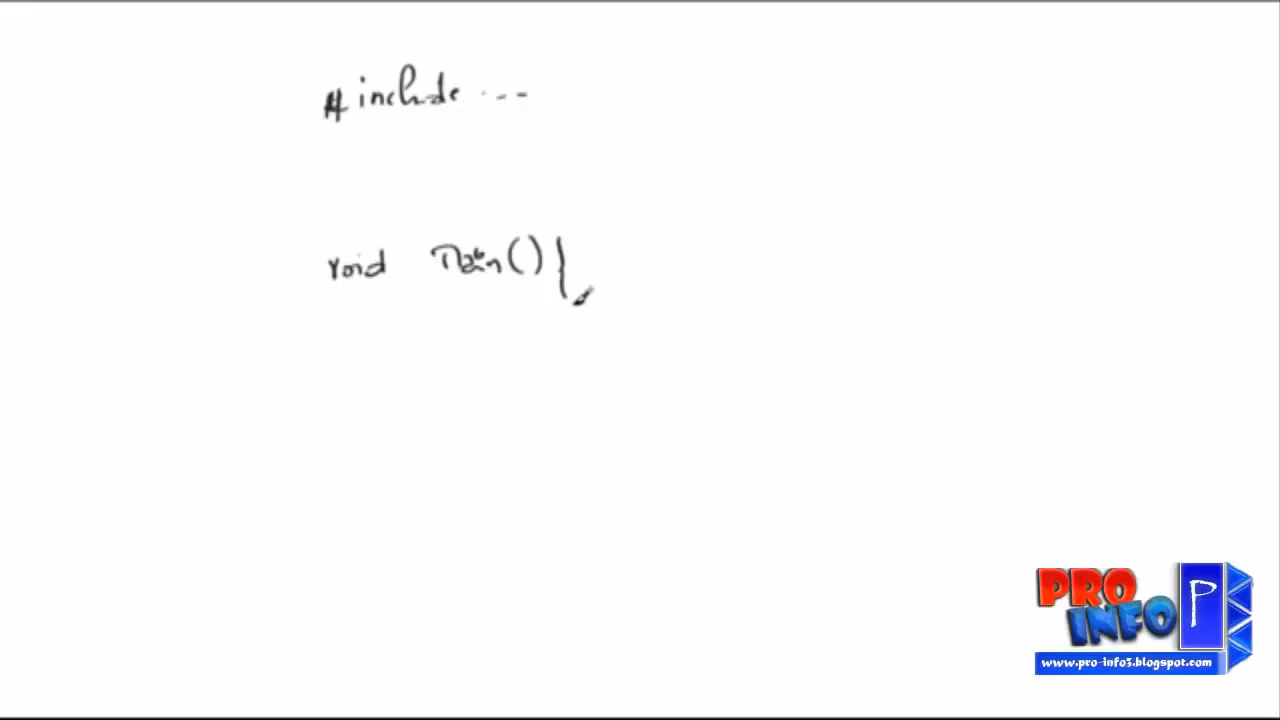 #include ...
void Main(){
PRO
INFO
P
www.pro-info3.blogspot.com